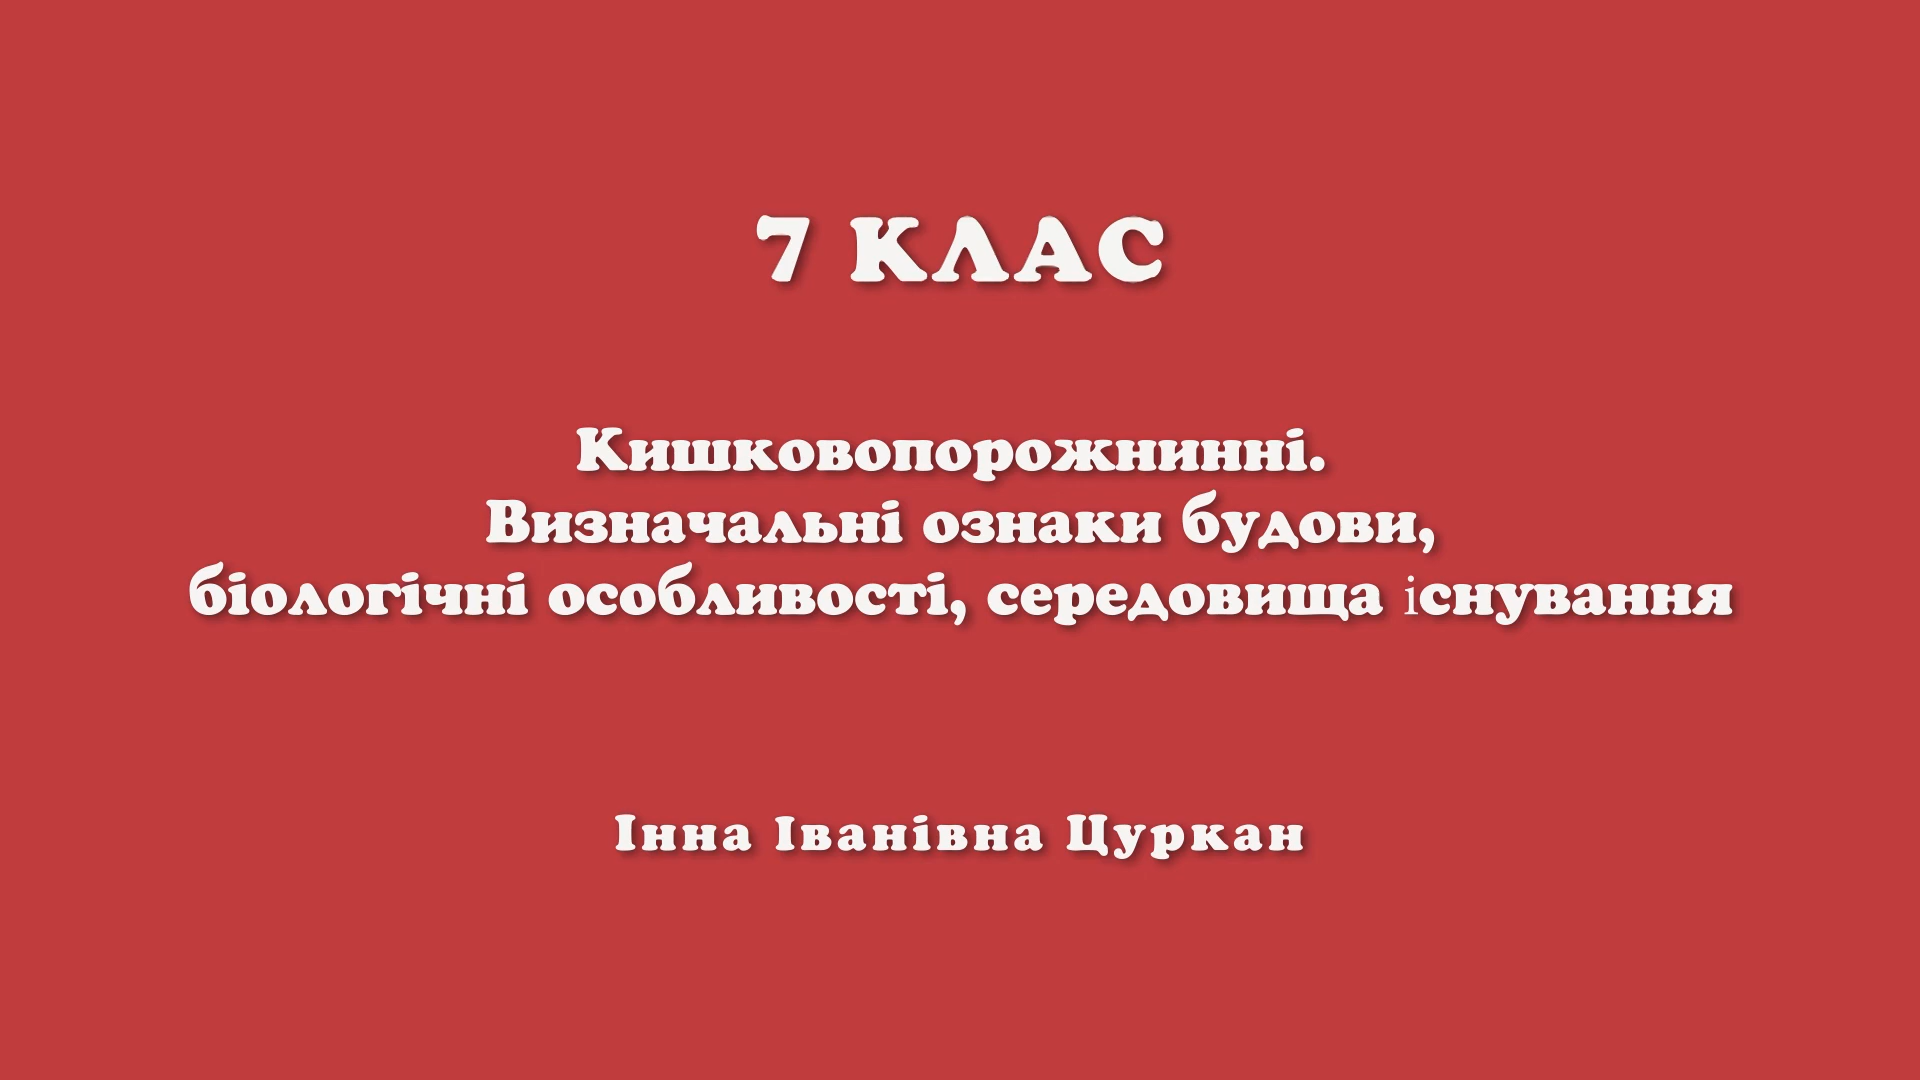 7 КЛАС
Кишковопорожнинні.
Визначальні ознаки будови,
біологічні особливості, середовища існування
Інна Іванівна Цуркан